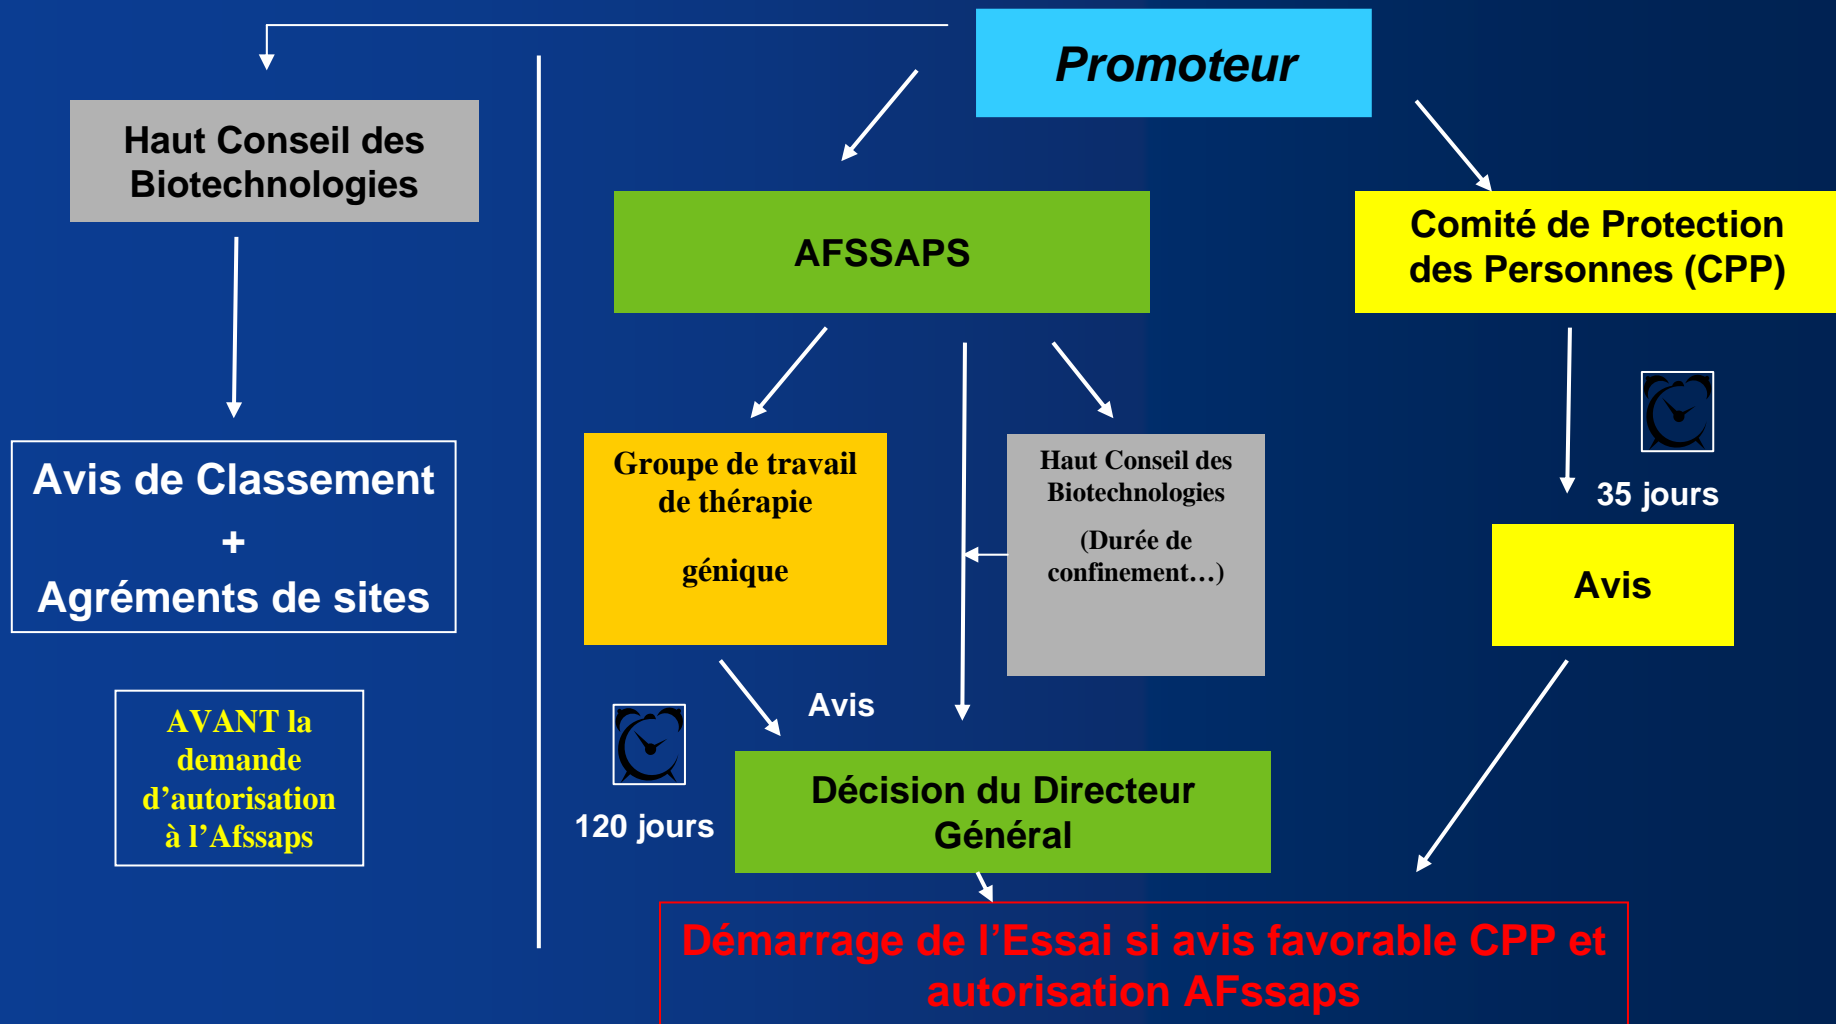 Promoteur
Haut Conseil des
Biotechnologies
AFSSAPS
Comité de Protection
des Personnes (CPP)
Avis de Classement
+
Agréments de sites
AVANT la
demande
d’autorisation
à l’Afssaps
Groupe de travail
de thérapie
génique
Haut Conseil des
Biotechnologies
(Durée de
confinement…)
35 jours
Avis
Avis
120 jours
Décision du Directeur
Général
Démarrage de l’Essai si avis favorable CPP et
autorisation AFssaps